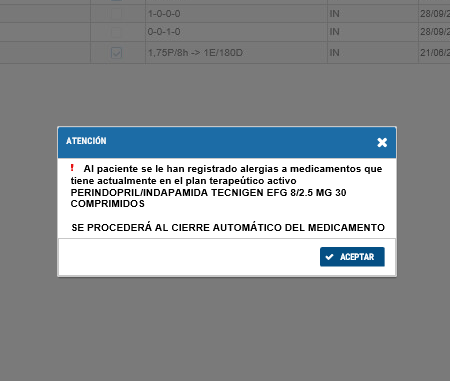 1-0-0-0 IN 28/09/2
0-0-1-0 IN 28/09/2
1,75P/8h -> 1E/180D IN 21/06/2
ATENCIÓN
! Al paciente se le han registrado alergias a medicamentos que
tiene actualmente en el plan terapeútico activo
PERINDOPRIL/INDAPAMIDA TECNIGEN EFG 8/2.5 MG 30
COMPRIMIDOS
SE PROCEDERÁ AL CIERRE AUTOMÁTICO DEL MEDICAMENTO
ACEPTAR